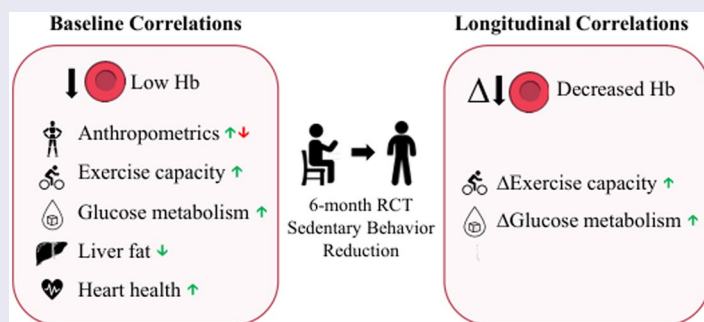 Baseline Correlations
Low Hb
Anthropometrics
Exercise capacity
Glucose metabolism
Liver fat
Heart health
6-month RCT
Sedentary Behavior
Reduction
Longitudinal Correlations
Δ Decreased Hb
ΔExercise capacity
ΔGlucose metabolism